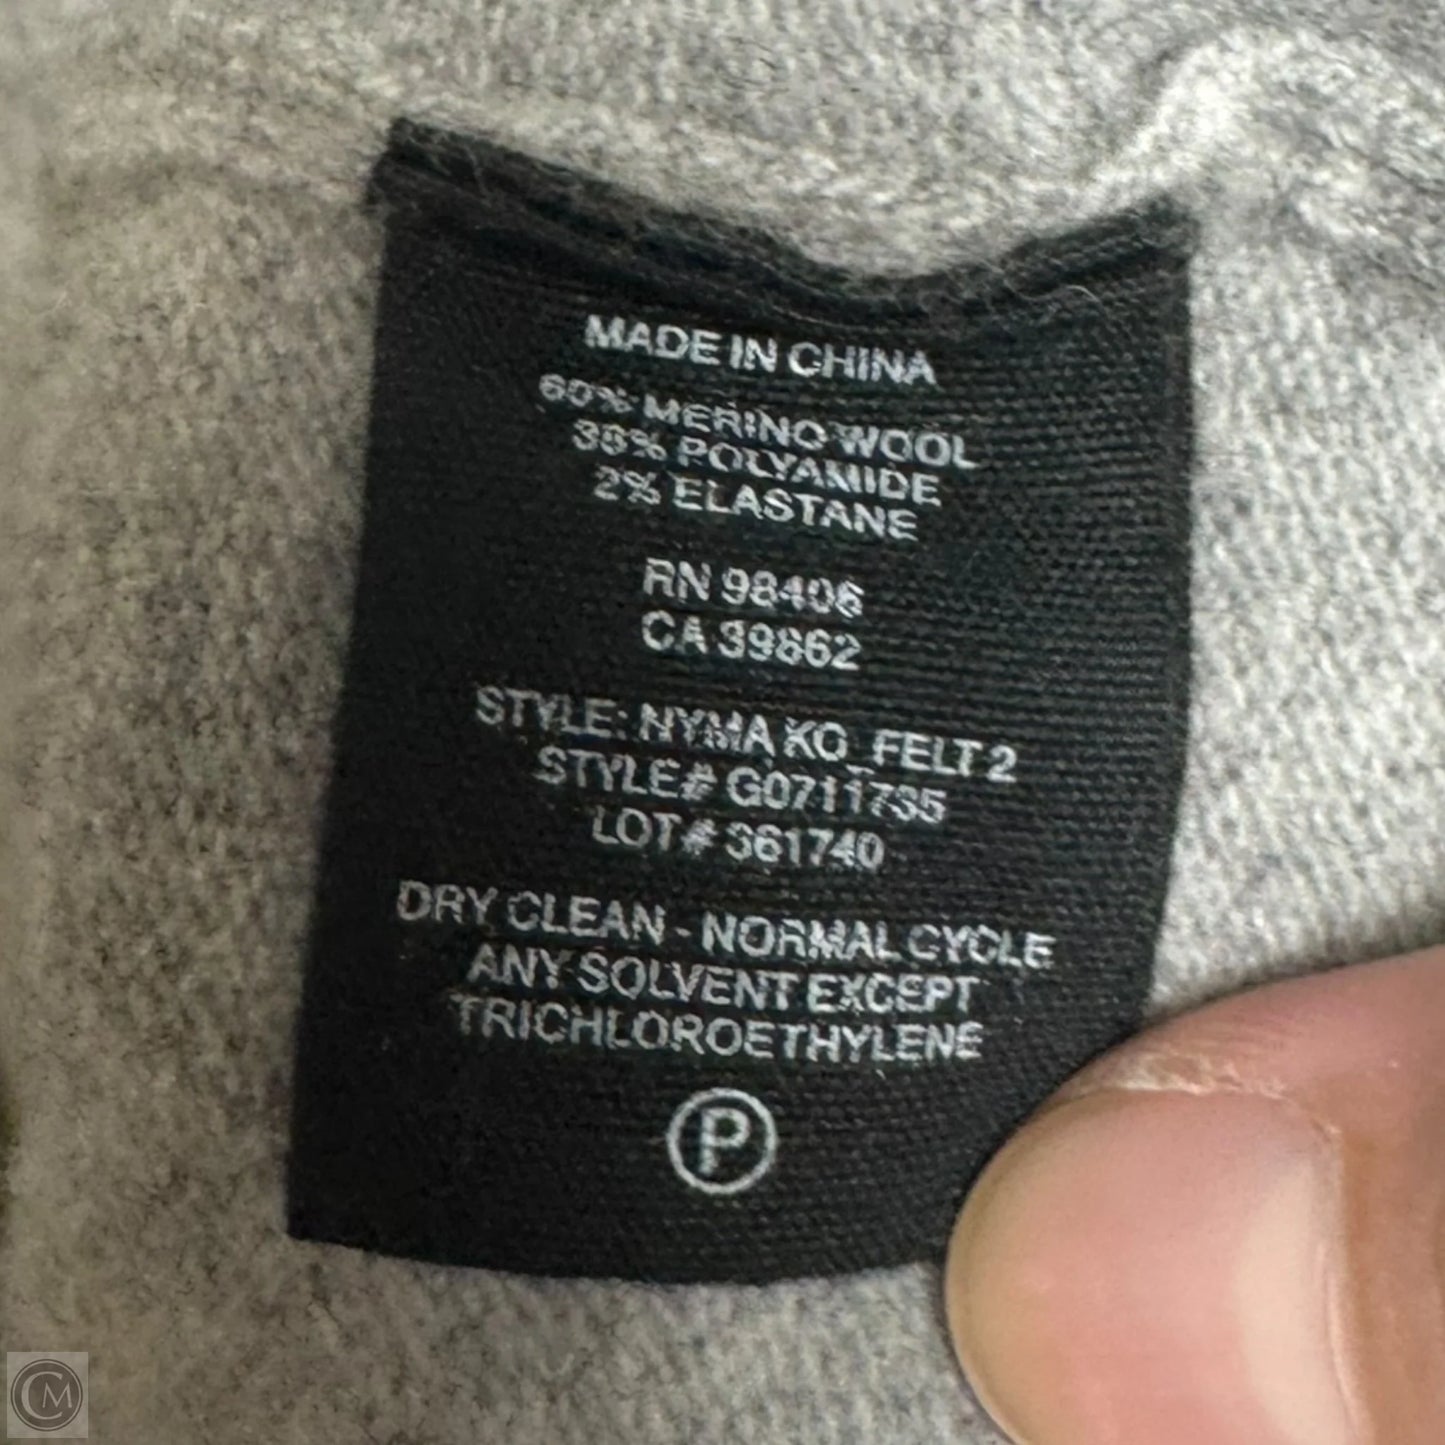 MADE IN CHINA
60% MERINO WOOL
38% POLYAMIDE
2% ELASTANE
RN 98406
CA 39862
STYLE: NYMA KO_FELT 2
STYLE# G0711735
LOT# 361740
DRY CLEAN - NORMAL CYCLE
ANY SOLVENT EXCEPT
TRICHLOROETHYLENE
P
CM